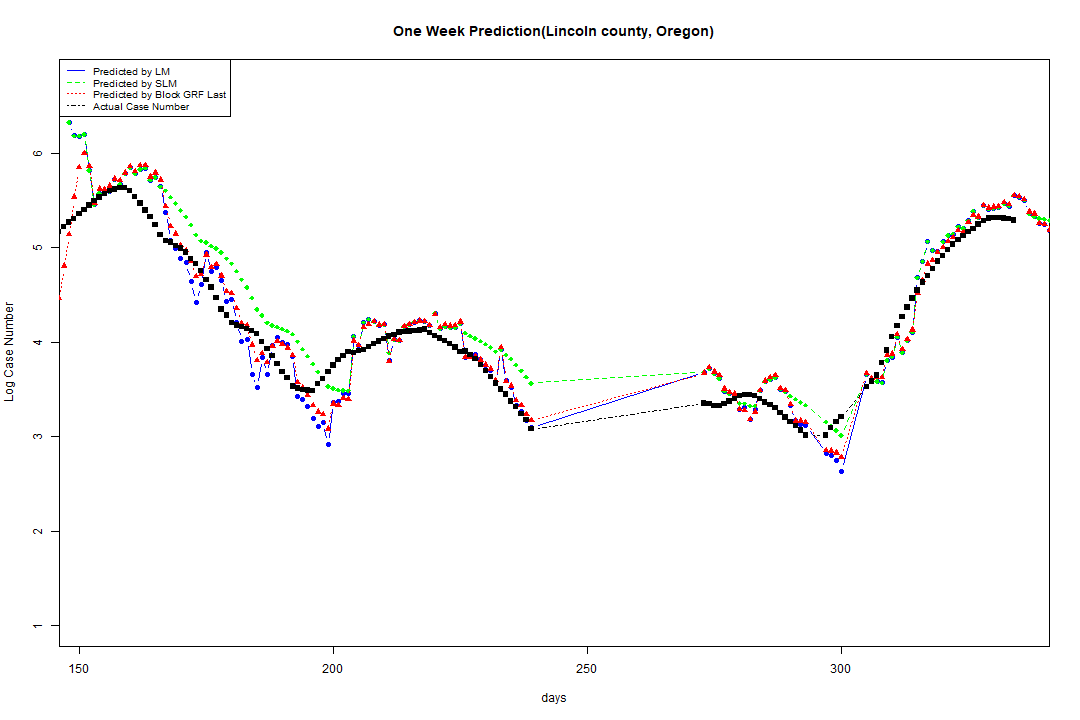 One Week Prediction(Lincoln county, Oregon)
Predicted by LM
Predicted by SLM
Predicted by Block GRF Last
Actual Case Number
Log Case Number
6
5
4
3
2
1
150 200 250 300
days